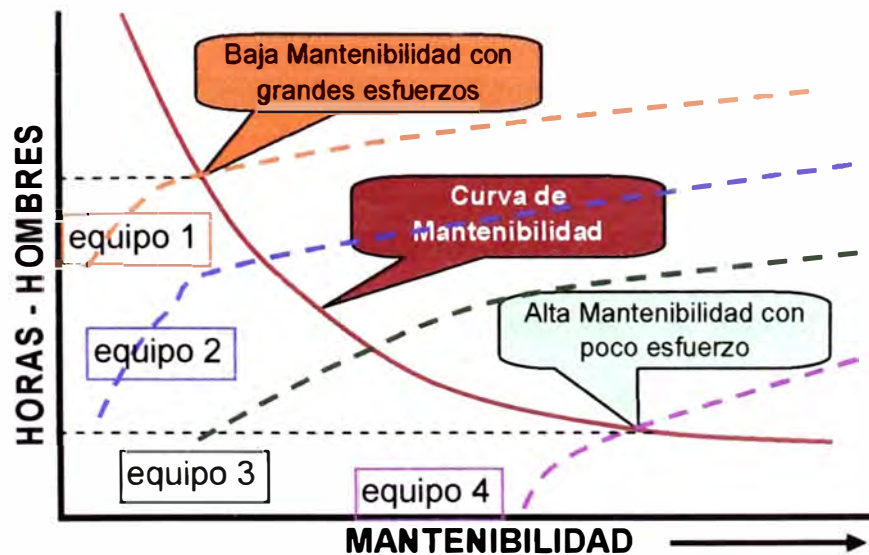 Baja Mantenibilidad con
grandes esfuerzos
HORAS - HOMBRES
Curva de
Mantenibilidad
equipo 1
Alta Mantenibilidad con
poco esfuerzo
equipo 2
equipo 3
equipo 4
MANTENIBILIDAD